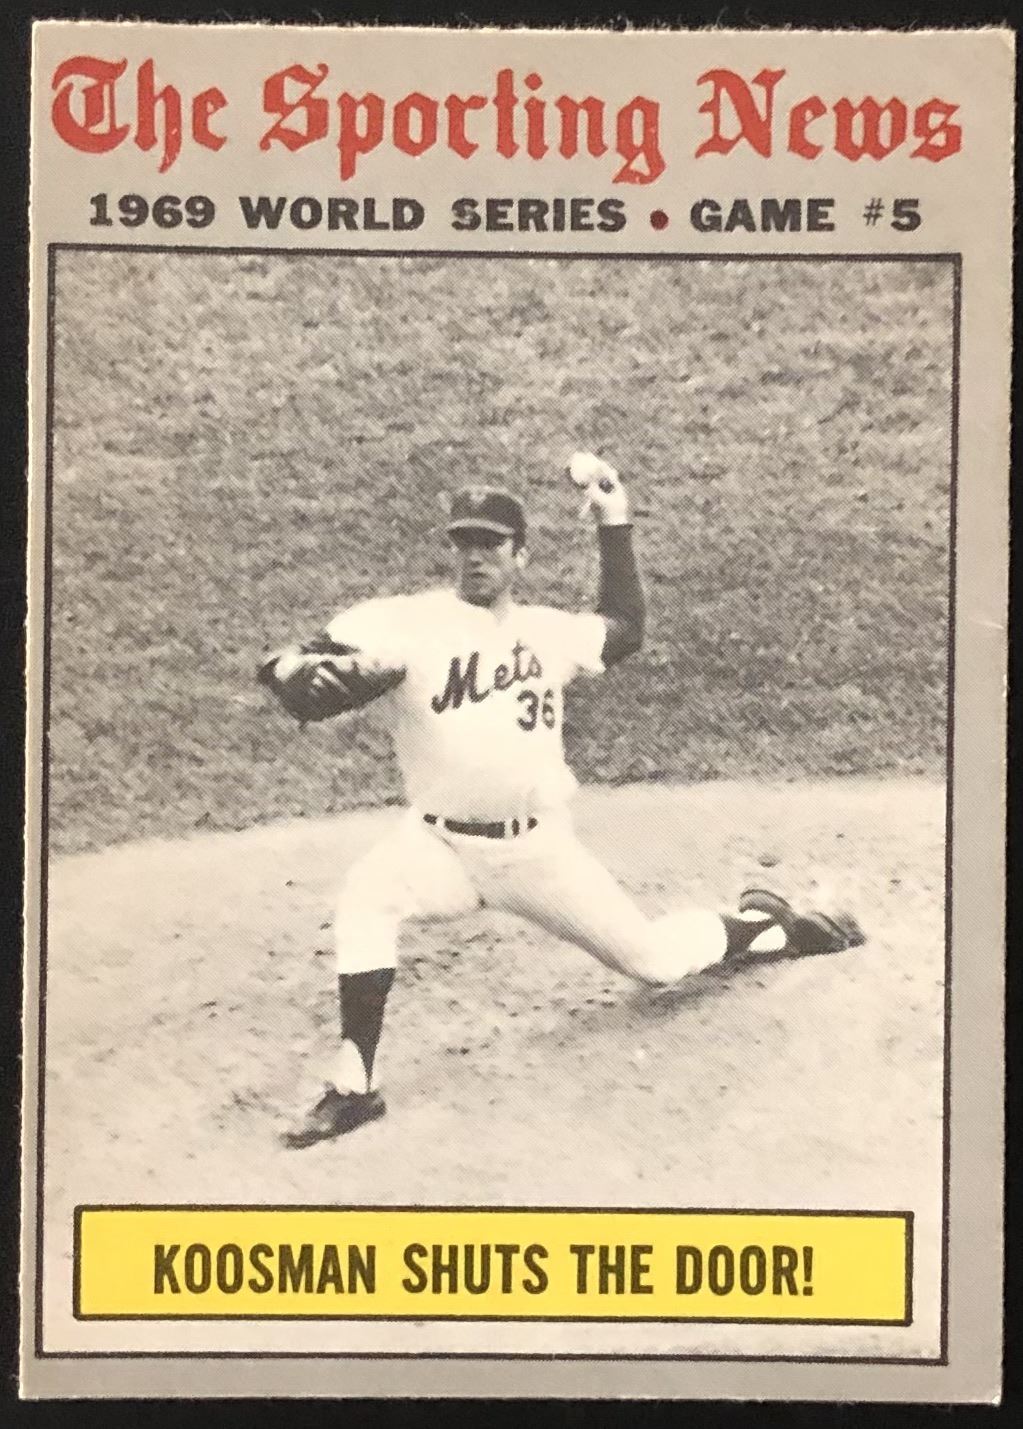 The Sporting News
1969 WORLD SERIES • GAME #5
Mets
36
KOOSMAN SHUTS THE DOOR!